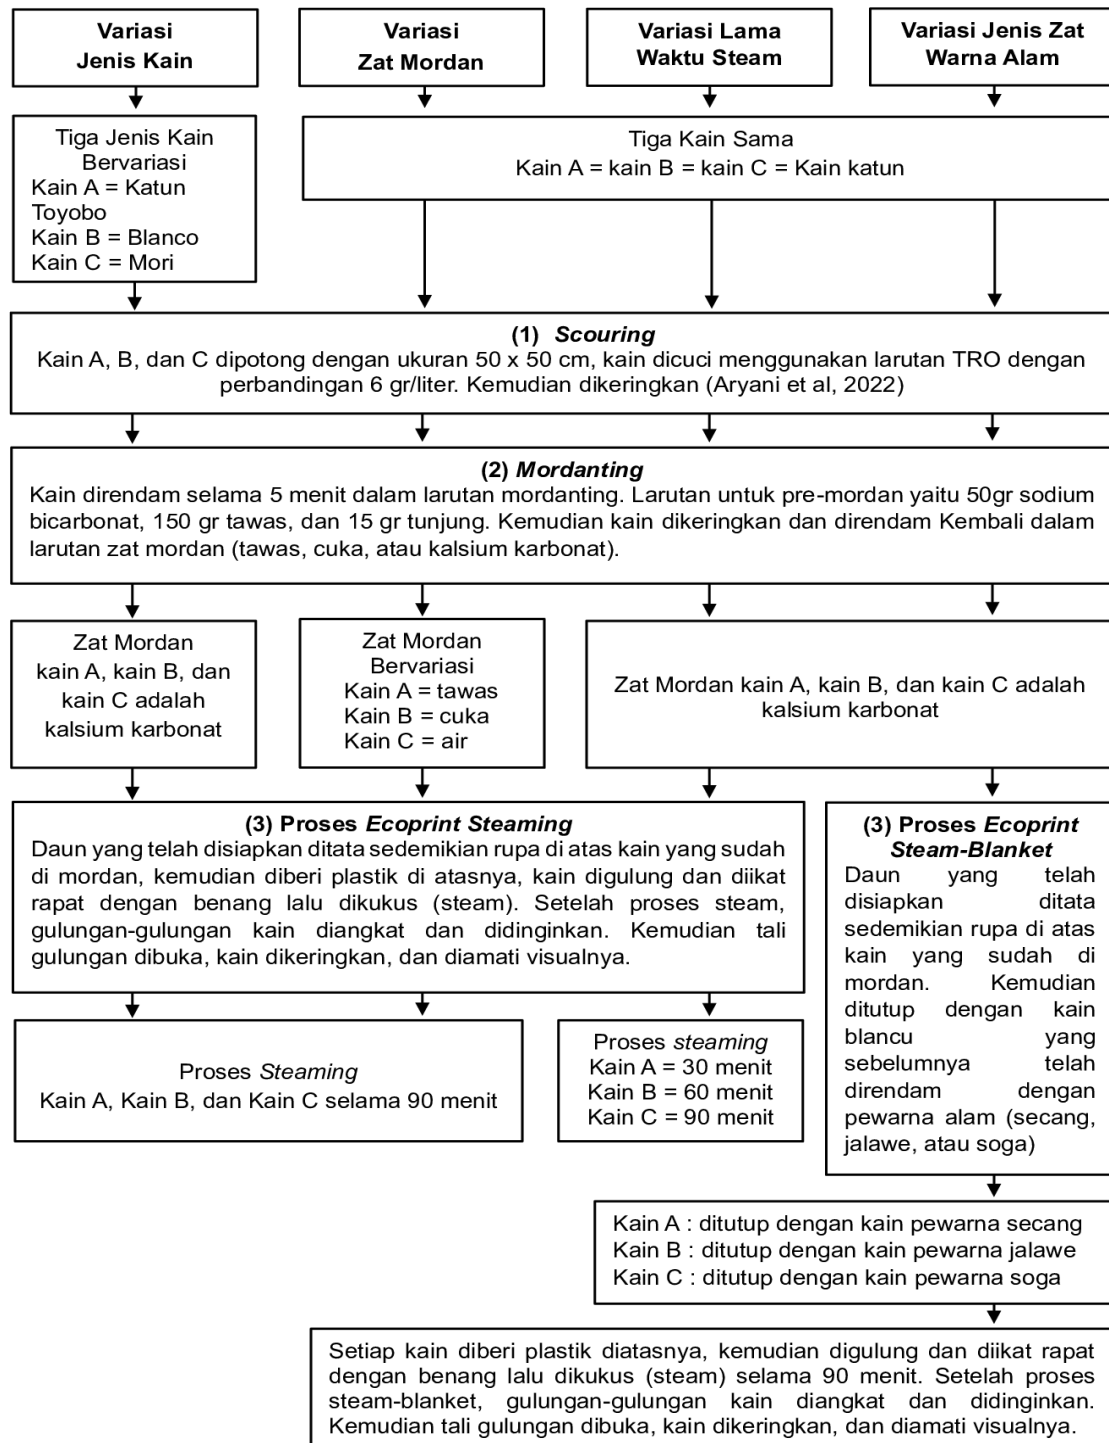 Variasi
Jenis Kain
Variasi
Zat Mordan
Variasi Lama
Waktu Steam
Variasi Jenis Zat
Warna Alam
Tiga Jenis Kain
Bervariasi
Kain A = Katun
Toyobo
Kain B = Blanco
Kain C = Mori
Tiga Kain Sama
Kain A = kain B = kain C = Kain katun
(1) Scouring
Kain A, B, dan C dipotong dengan ukuran 50 x 50 cm, kain dicuci menggunakan larutan TRO dengan
perbandingan 6 gr/liter. Kemudian dikeringkan (Aryani et al, 2022)
(2) Mordanting
Kain direndam selama 5 menit dalam larutan mordanting. Larutan untuk pre-mordan yaitu 50gr sodium
bicarbonat, 150 gr tawas, dan 15 gr tunjung. Kemudian kain dikeringkan dan direndam Kembali dalam
larutan zat mordan (tawas, cuka, atau kalsium karbonat).
Zat Mordan
kain A, kain B, dan
kain C adalah
kalsium karbonat
Zat Mordan
Bervariasi
Kain A = tawas
Kain B = cuka
Kain C = air
Zat Mordan kain A, kain B, dan kain C adalah
kalsium karbonat
(3) Proses Ecoprint Steaming
Daun yang telah disiapkan ditata sedemikian rupa di atas kain yang sudah
di mordan, kemudian diberi plastik di atasnya, kain digulung dan diikat
rapat dengan benang lalu dikukus (steam). Setelah proses steam,
gulungan-gulungan kain diangkat dan didinginkan. Kemudian tali
gulungan dibuka, kain dikeringkan, dan diamati visualnya.
(3) Proses Ecoprint
Steam-Blanket
Daun yang telah
disiapkan ditata
sedemikian rupa di atas
kain yang sudah di
mordan. Kemudian
ditutup dengan kain
blancu yang
sebelumnya telah
direndam dengan
pewarna alam (secang,
jalawe, atau soga)
Proses Steaming
Kain A, Kain B, dan Kain C selama 90 menit
Proses steaming
Kain A = 30 menit
Kain B = 60 menit
Kain C = 90 menit
Kain A : ditutup dengan kain pewarna secang
Kain B : ditutup dengan kain pewarna jalawe
Kain C : ditutup dengan kain pewarna soga
Setiap kain diberi plastik diatasnya, kemudian digulung dan diikat rapat
dengan benang lalu dikukus (steam) selama 90 menit. Setelah proses
steam-blanket, gulungan-gulungan kain diangkat dan didinginkan.
Kemudian tali gulungan dibuka, kain dikeringkan, dan diamati visualnya.